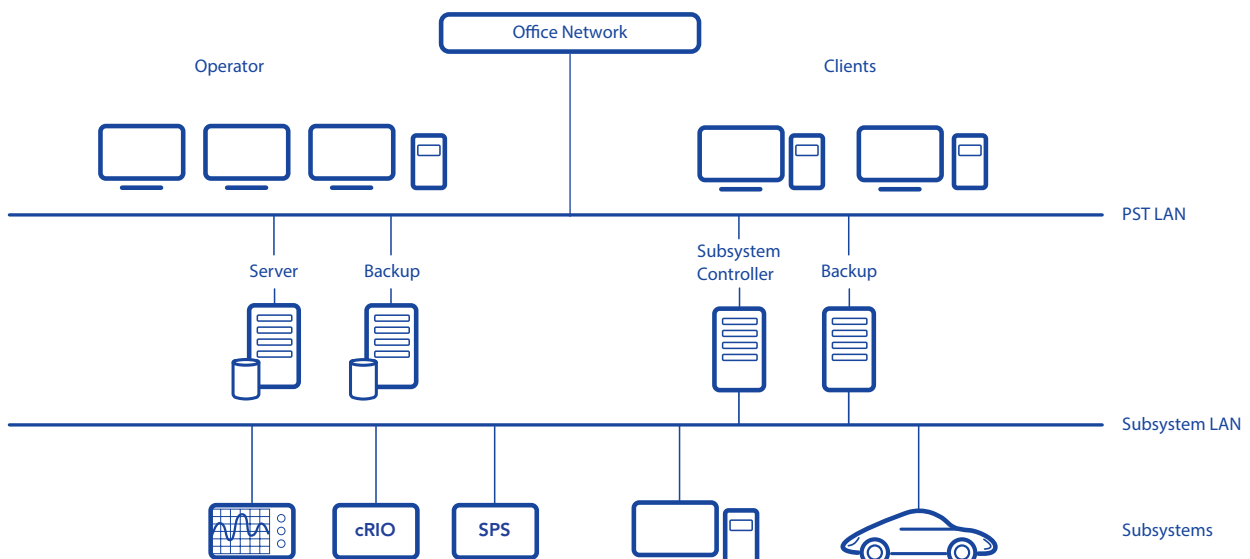 Office Network
Operator
Clients
PST LAN
Server
Backup
Subsystem
Controller
Backup
Subsystem LAN
cRIO
SPS
Subsystems